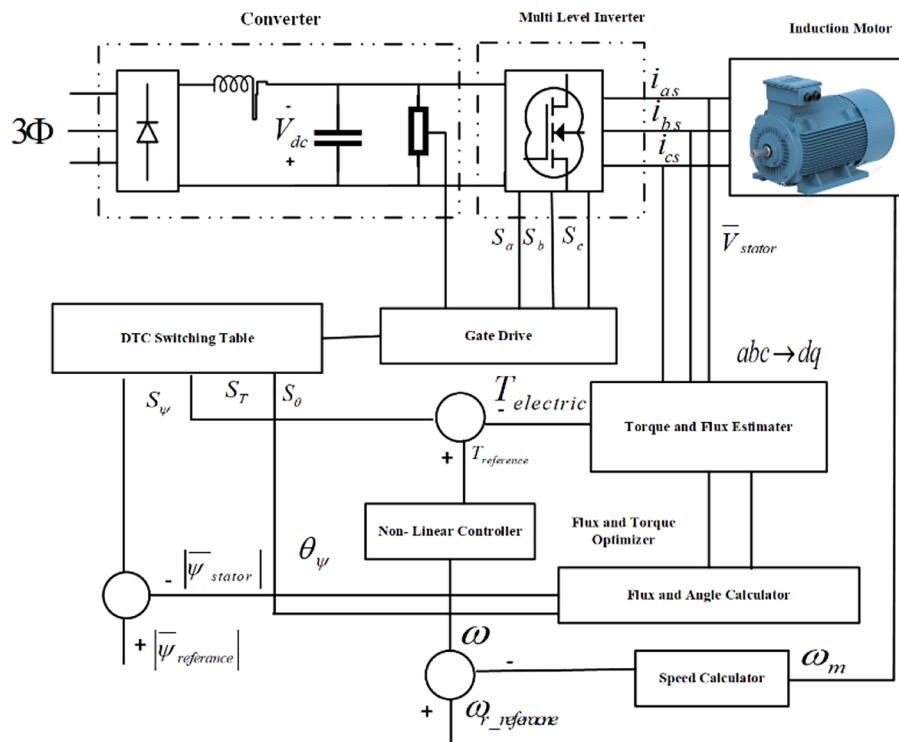 Converter
Multi Level Inverter
Induction Motor
3Φ
-
V_dc
+
i_as
i_bs
i_cs
S_a S_b S_c
V̅_stator
DTC Switching Table
Gate Drive
abc → dq
S_ψ S_T S_θ
T_electric
-
+
T_reference
Torque and Flux Estimater
Non- Linear Controller
Flux and Torque
Optimizer
θ_ψ
- |ψ̅_stator|
Flux and Angle Calculator
+ |ψ̅_referance|
ω
-
Speed Calculator
ω_m
+ ω_r_referacne